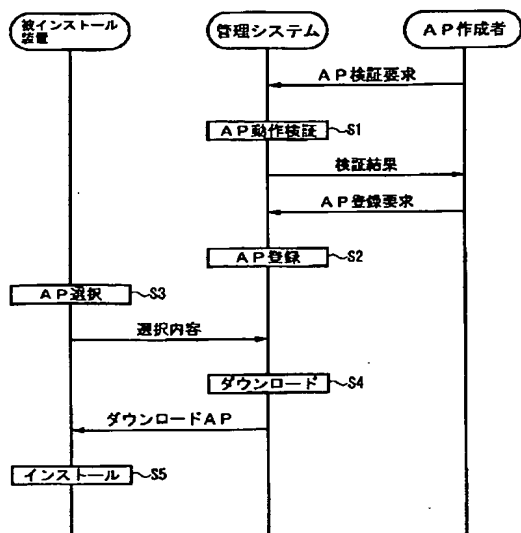 被インストール
装置
管理システム
AP作成者
AP検証要求
AP動作検証
S1
検証結果
AP登録要求
AP登録
S2
AP選択
S3
選択内容
ダウンロード
S4
ダウンロードAP
インストール
S5